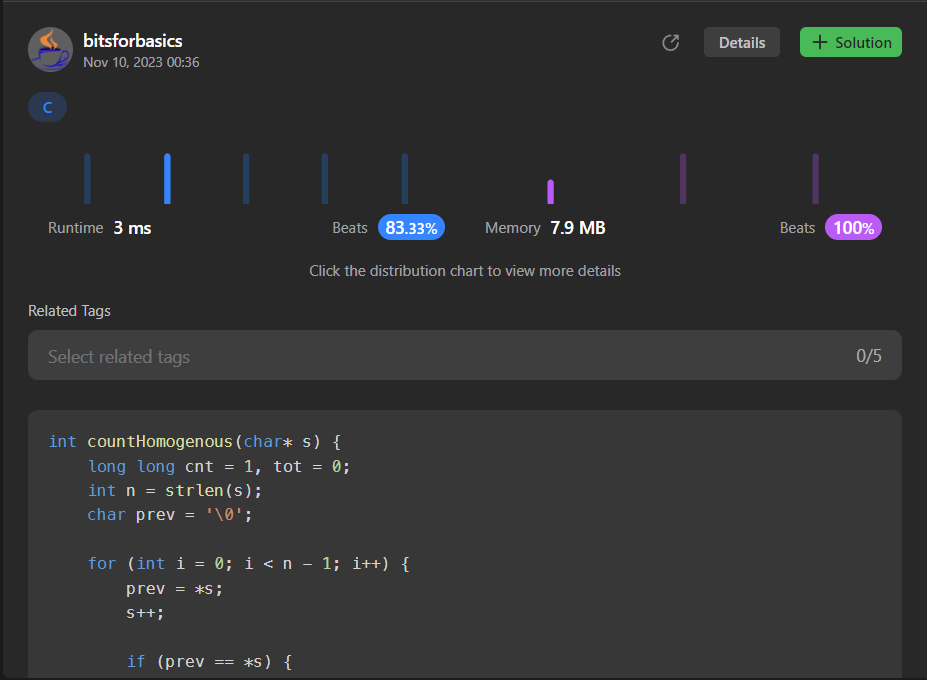 bitsforbasics
Nov 10, 2023 00:36
Details
+ Solution
C
Runtime 3 ms
Beats 83.33%
Memory 7.9 MB
Beats 100%
Click the distribution chart to view more details
Related Tags
Select related tags 0/5
int countHomogenous(char* s) {
    long long cnt = 1, tot = 0;
    int n = strlen(s);
    char prev = '\0';
    for (int i = 0; i < n - 1; i++) {
        prev = *s;
        s++;
        if (prev == *s) {